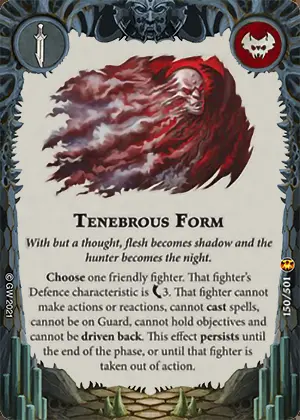 TENEBROUS FORM
With but a thought, flesh becomes shadow and the
hunter becomes the night.
Choose one friendly fighter. That fighter's
Defence characteristic is 3. That fighter cannot
make actions or reactions, cannot cast spells,
cannot be on Guard, cannot hold objectives and
cannot be driven back. This effect persists until
the end of the phase, or until that fighter is
taken out of action.
© GW 2021
150/501